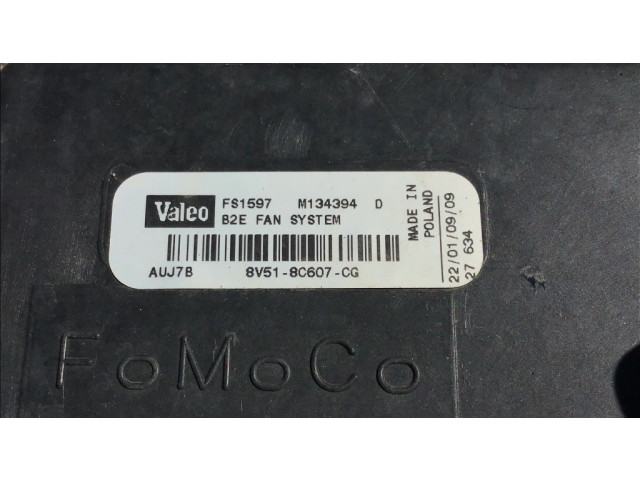 Valeo FS1597 M134394 D
B2E FAN SYSTEM
AUJ7B 8V51-8C607-CG
MADE IN
POLAND
22/01/09/09
27 634
FoMoCo